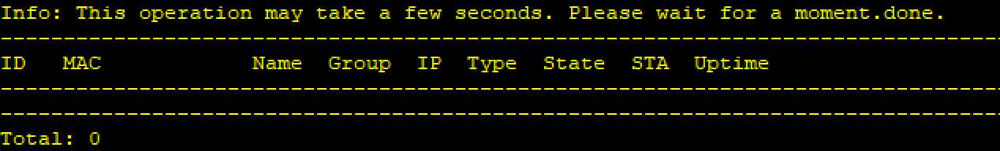 Info: This operation may take a few seconds. Please wait for a moment.done.
--------------------------------------------------------------------------------
ID   MAC            Name  Group  IP  Type  State  STA  Uptime
--------------------------------------------------------------------------------
--------------------------------------------------------------------------------
Total: 0